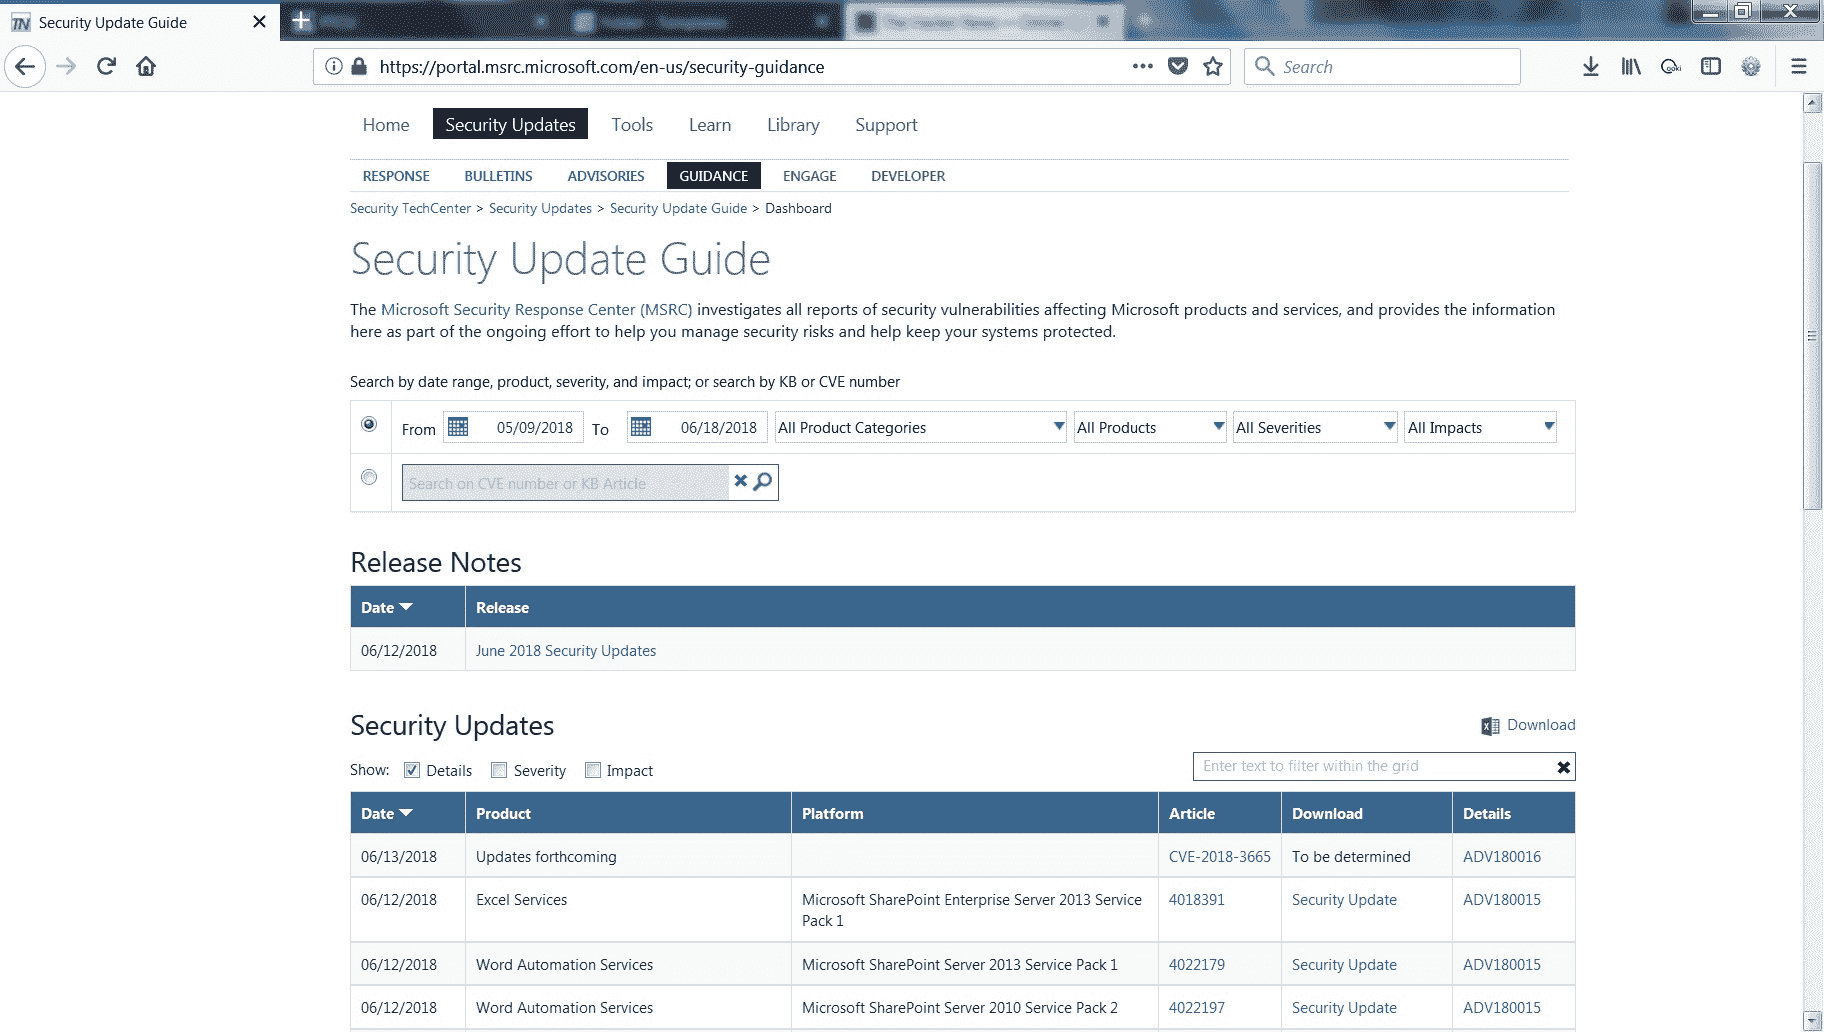 Security Update Guide
https://portal.msrc.microsoft.com/en-us/security-guidance
Search
Home Security Updates Tools Learn Library Support
RESPONSE BULLETINS ADVISORIES GUIDANCE ENGAGE DEVELOPER
Security TechCenter > Security Updates > Security Update Guide > Dashboard
Security Update Guide
The Microsoft Security Response Center (MSRC) investigates all reports of security vulnerabilities affecting Microsoft products and services, and provides the information
here as part of the ongoing effort to help you manage security risks and help keep your systems protected.
Search by date range, product, severity, and impact; or search by KB or CVE number
From 05/09/2018 To 06/18/2018 All Product Categories All Products All Severities All Impacts
Search on CVE number or KB Article
Release Notes
Date Release
06/12/2018 June 2018 Security Updates
Security Updates Download
Show: Details Severity Impact Enter text to filter within the grid
Date Product Platform Article Download Details
06/13/2018 Updates forthcoming CVE-2018-3665 To be determined ADV180016
06/12/2018 Excel Services Microsoft SharePoint Enterprise Server 2013 Service 4018391 Security Update ADV180015
Pack 1
06/12/2018 Word Automation Services Microsoft SharePoint Server 2013 Service Pack 1 4022179 Security Update ADV180015
06/12/2018 Word Automation Services Microsoft SharePoint Server 2010 Service Pack 2 4022197 Security Update ADV180015